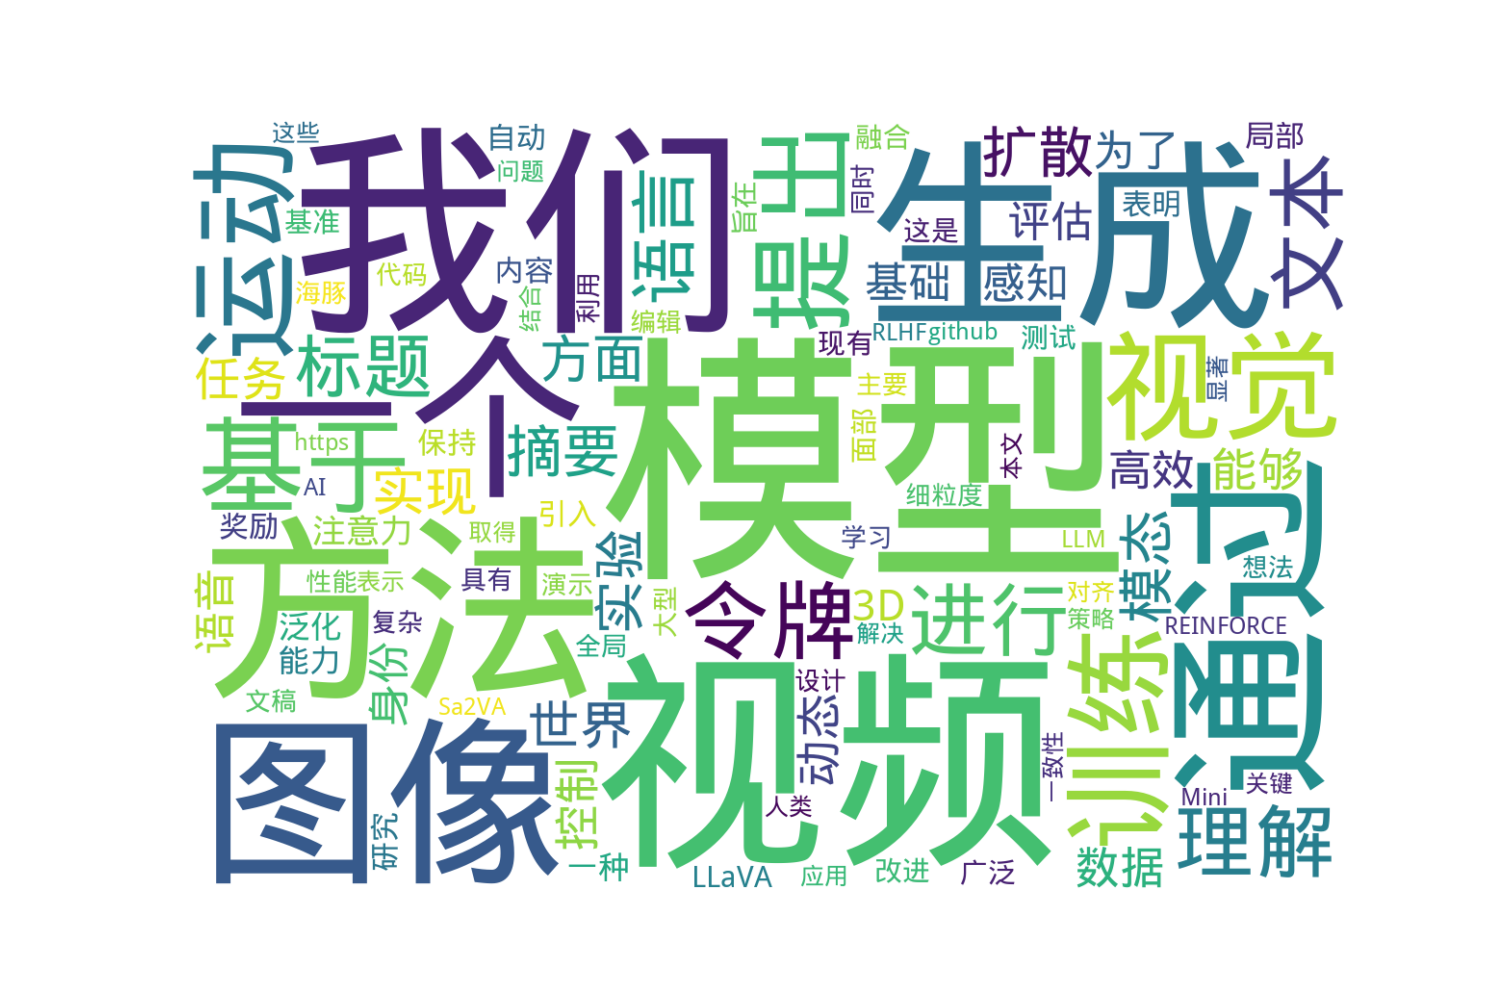 这些
自动
问题
融合
扩散
为了
局部
运动
我们
语言
旨在
提出
同时
生成
这是
评估
表明
文本
基准
代码
内容
海豚
结合
利用
编辑
基础
感知
RLHFgithub
测试
现有
任务
标题
一个
方面
模型
主要
视觉
显著
基于
https
保持
摘要
面部
本文
高效
能够
AI
实现
细粒度
通过
奖励
注意力
取得
引入
学习
LLM
模态
想法
方法
实验
语音
性能表示
具有
演示
大型
令牌
3D
进行
对齐
策略
泛化
复杂
解决
REINFORCE
能力
身份
全局
文稿
Sa2VA
世界
视频
设计
动态
训练
图像
控制
人类
一致性
Mini
关键
研究
一种
LLaVA
应用
改进
广泛
数据
理解